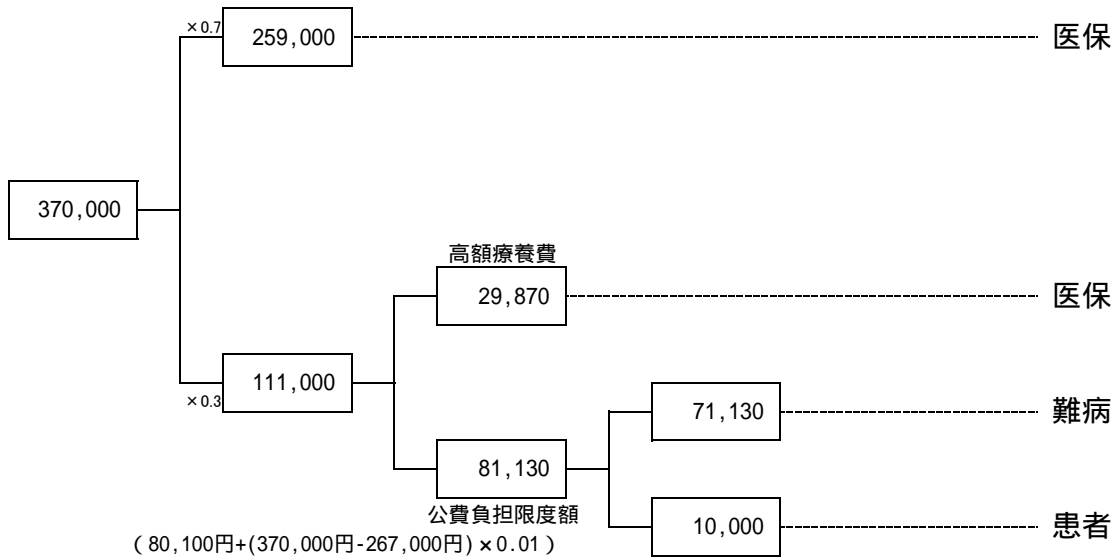 ×0.7
259,000
医保
370,000
高額療養費
29,870
医保
111,000
×0.3
71,130
難病
81,130
公費負担限度額
10,000
患者
(80,100円+(370,000円-267,000円)×0.01)